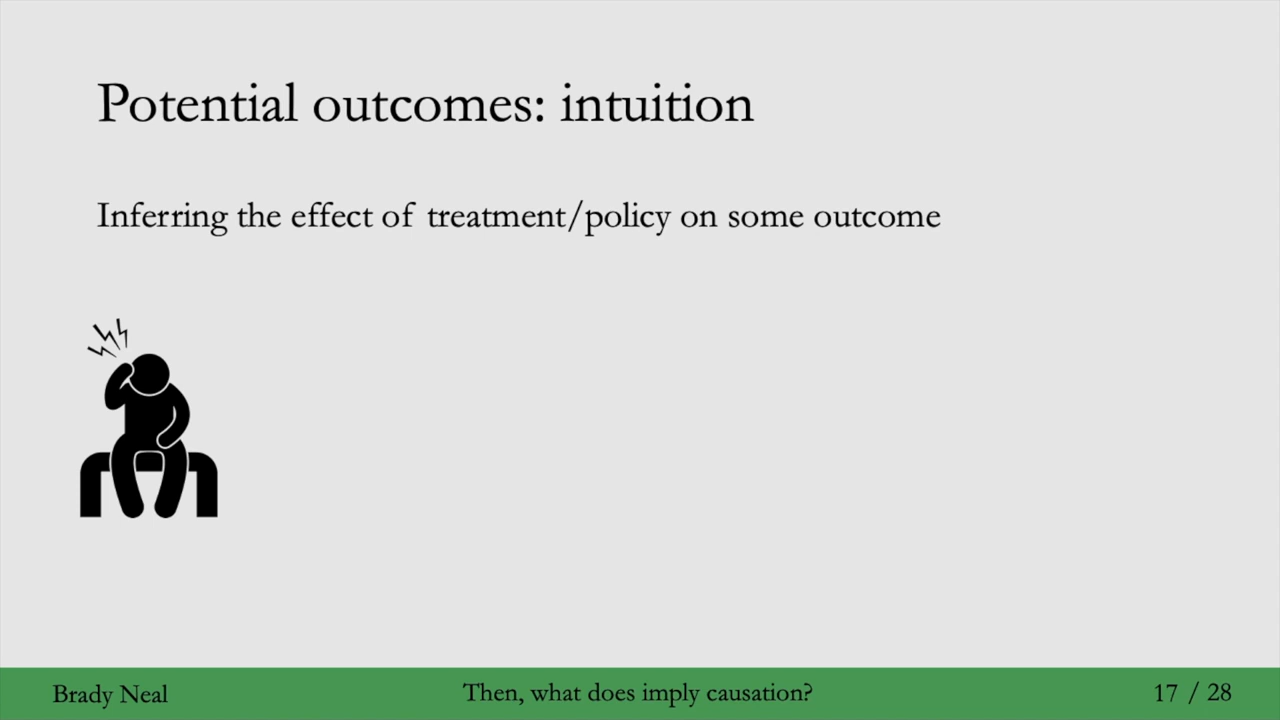 Potential outcomes: intuition
Inferring the effect of treatment/policy on some outcome
Brady Neal
Then, what does imply causation?
17 / 28